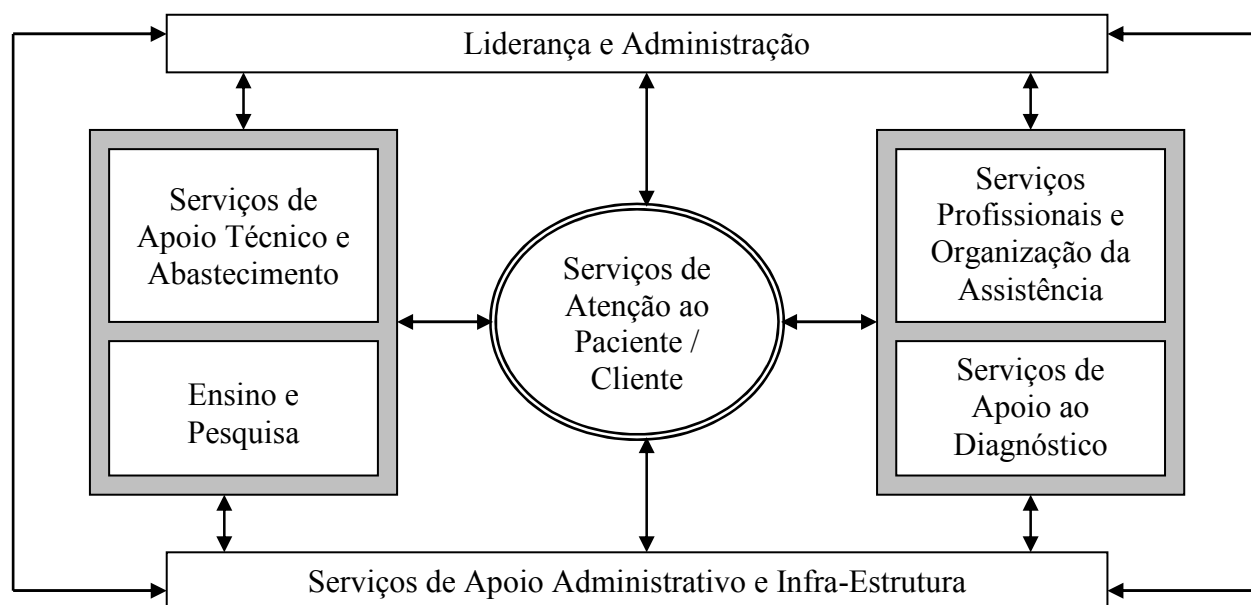 Liderança e Administração
Serviços de
Apoio Técnico e
Abastecimento
Ensino e
Pesquisa
Serviços de
Atenção ao
Paciente /
Cliente
Serviços
Profissionais e
Organização da
Assistência
Serviços de
Apoio ao
Diagnóstico
Serviços de Apoio Administrativo e Infra-Estrutura